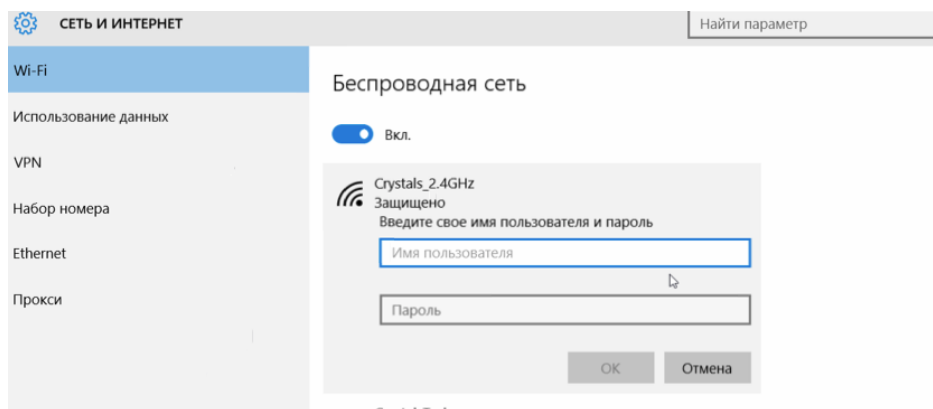 СЕТЬ И ИНТЕРНЕТ
Найти параметр
Wi-Fi
Использование данных
VPN
Набор номера
Ethernet
Прокси
Беспроводная сеть
Вкл.
Crystals_2.4GHz
Защищено
Введите свое имя пользователя и пароль
Имя пользователя
Пароль
OK
Отмена